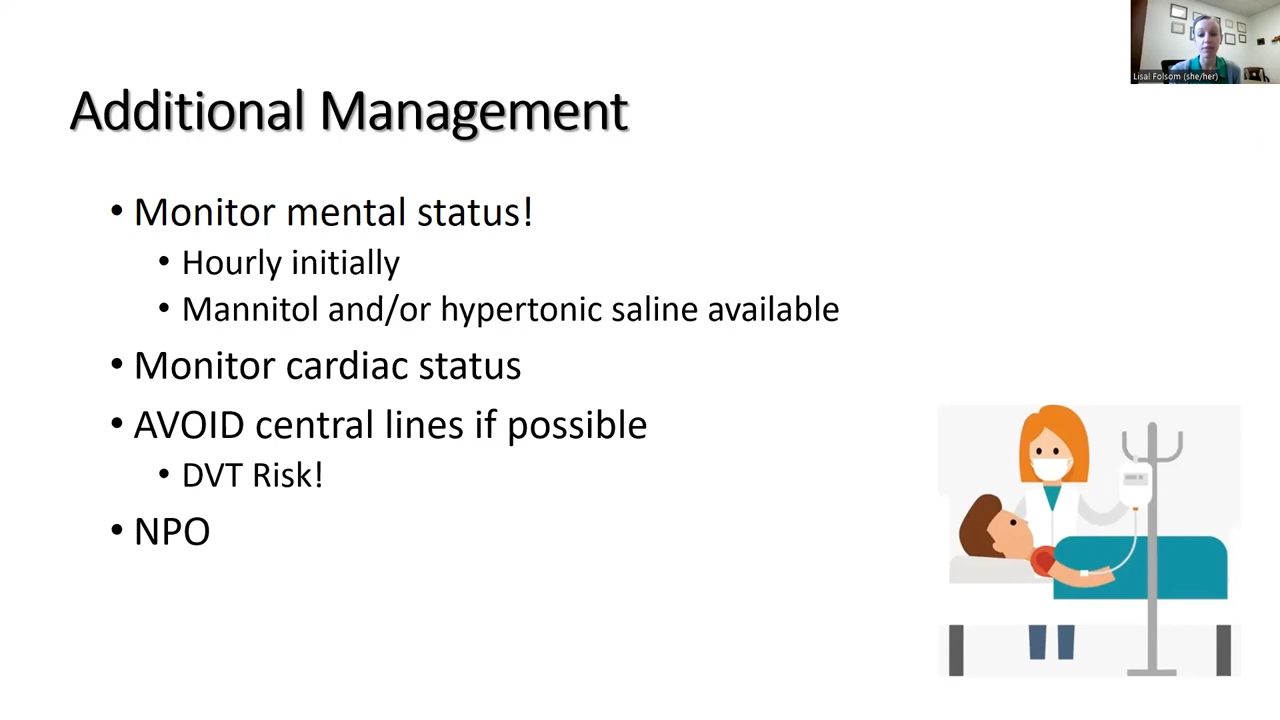 Lisal Folsom (she/her)
Additional Management
• Monitor mental status!
• Hourly initially
• Mannitol and/or hypertonic saline available
• Monitor cardiac status
• AVOID central lines if possible
• DVT Risk!
• NPO